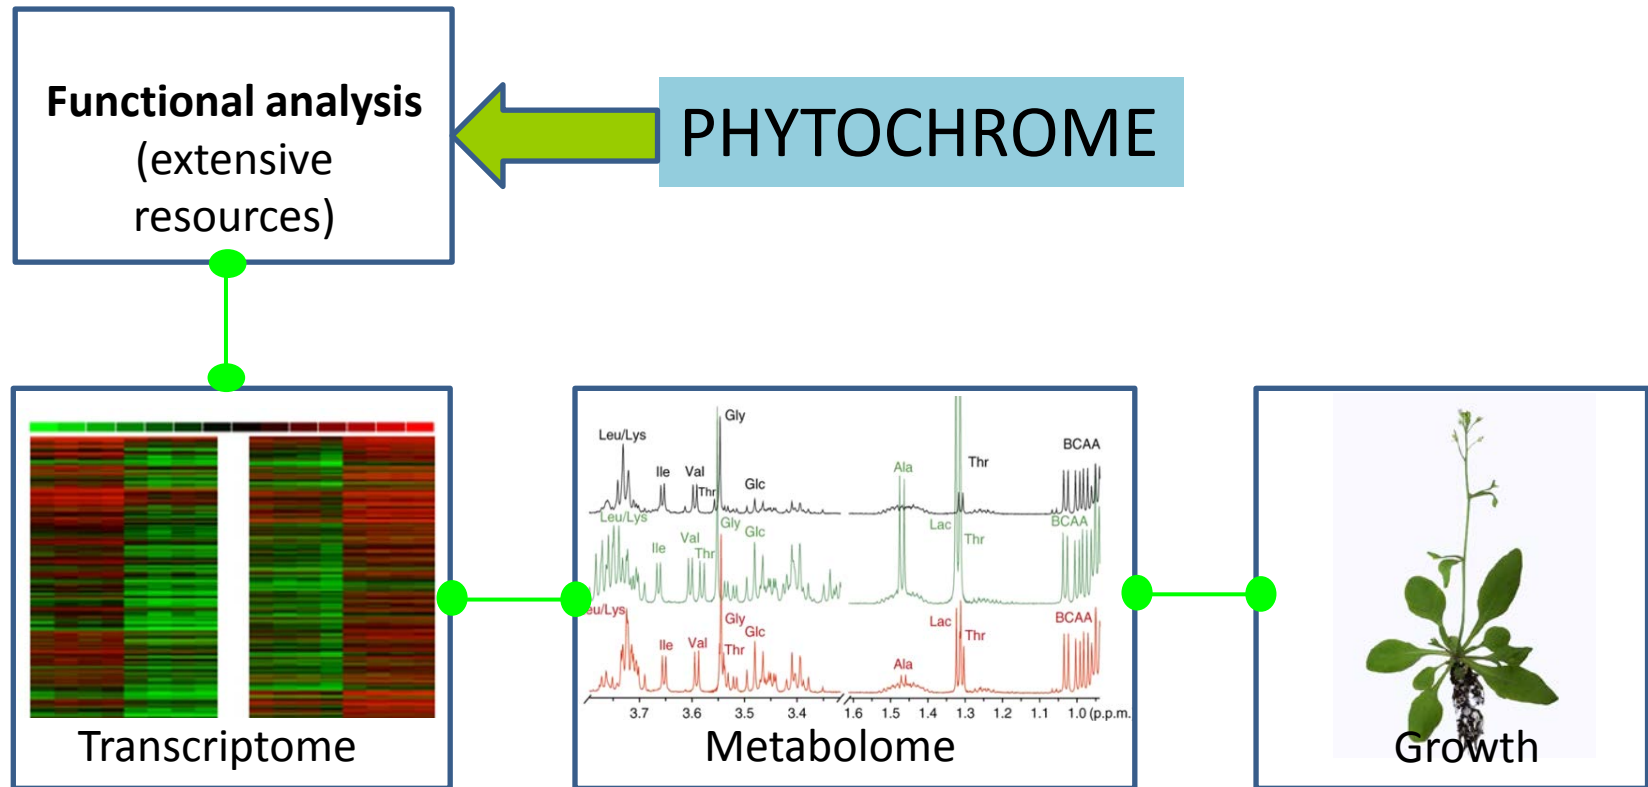 Functional analysis
(extensive
resources)
PHYTOCHROME
Transcriptome
Leu/Lys
Ile
Val
Thr
Gly
Glc
Thr
BCAA
Leu/Lys
Ile
Val
Thr
Gly
Glc
Ala
Lac
Thr
BCAA
eu/Lys
Ile
Val
Gly
Thr
Glc
Ala
Lac
Thr
BCAA
3.7 3.6 3.5 3.4 1.6 1.5 1.4 1.3 1.2 1.1 1.0 (p.p.m.
Metabolome
Growth